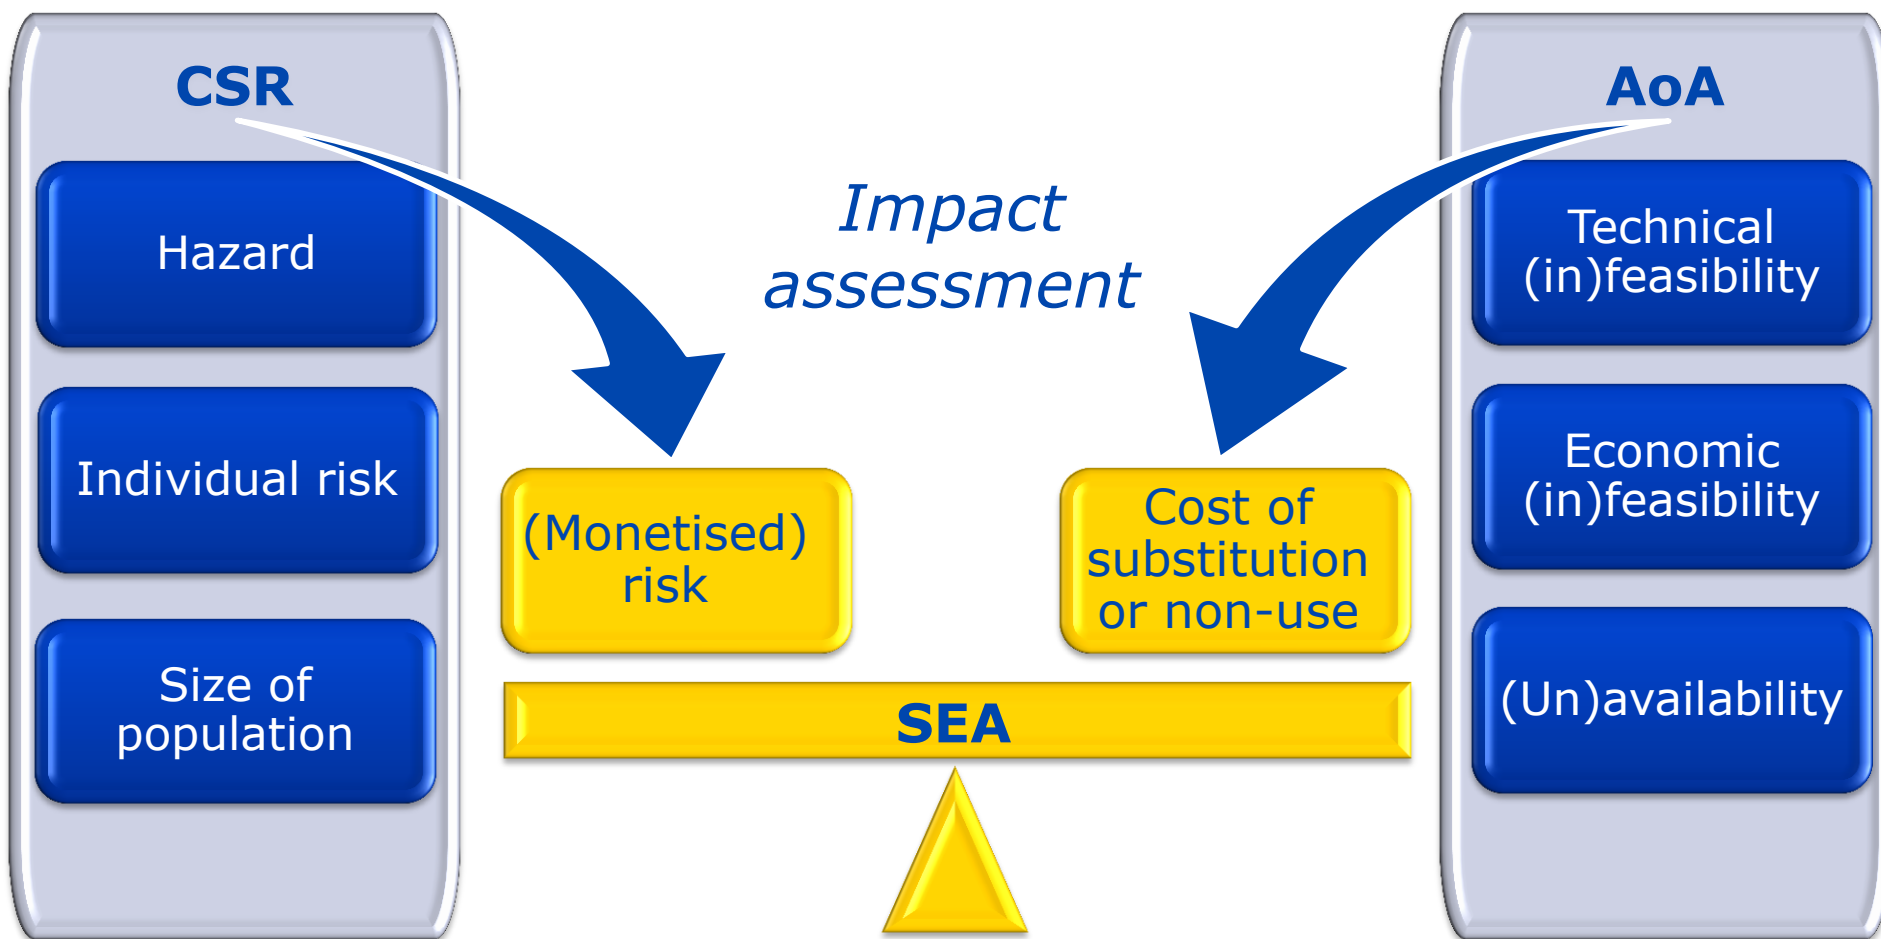 CSR
Hazard
Individual risk
Size of
population
Impact
assessment
(Monetised)
risk
Cost of
substitution
or non-use
SEA
AoA
Technical
(in)feasibility
Economic
(in)feasibility
(Un)availability